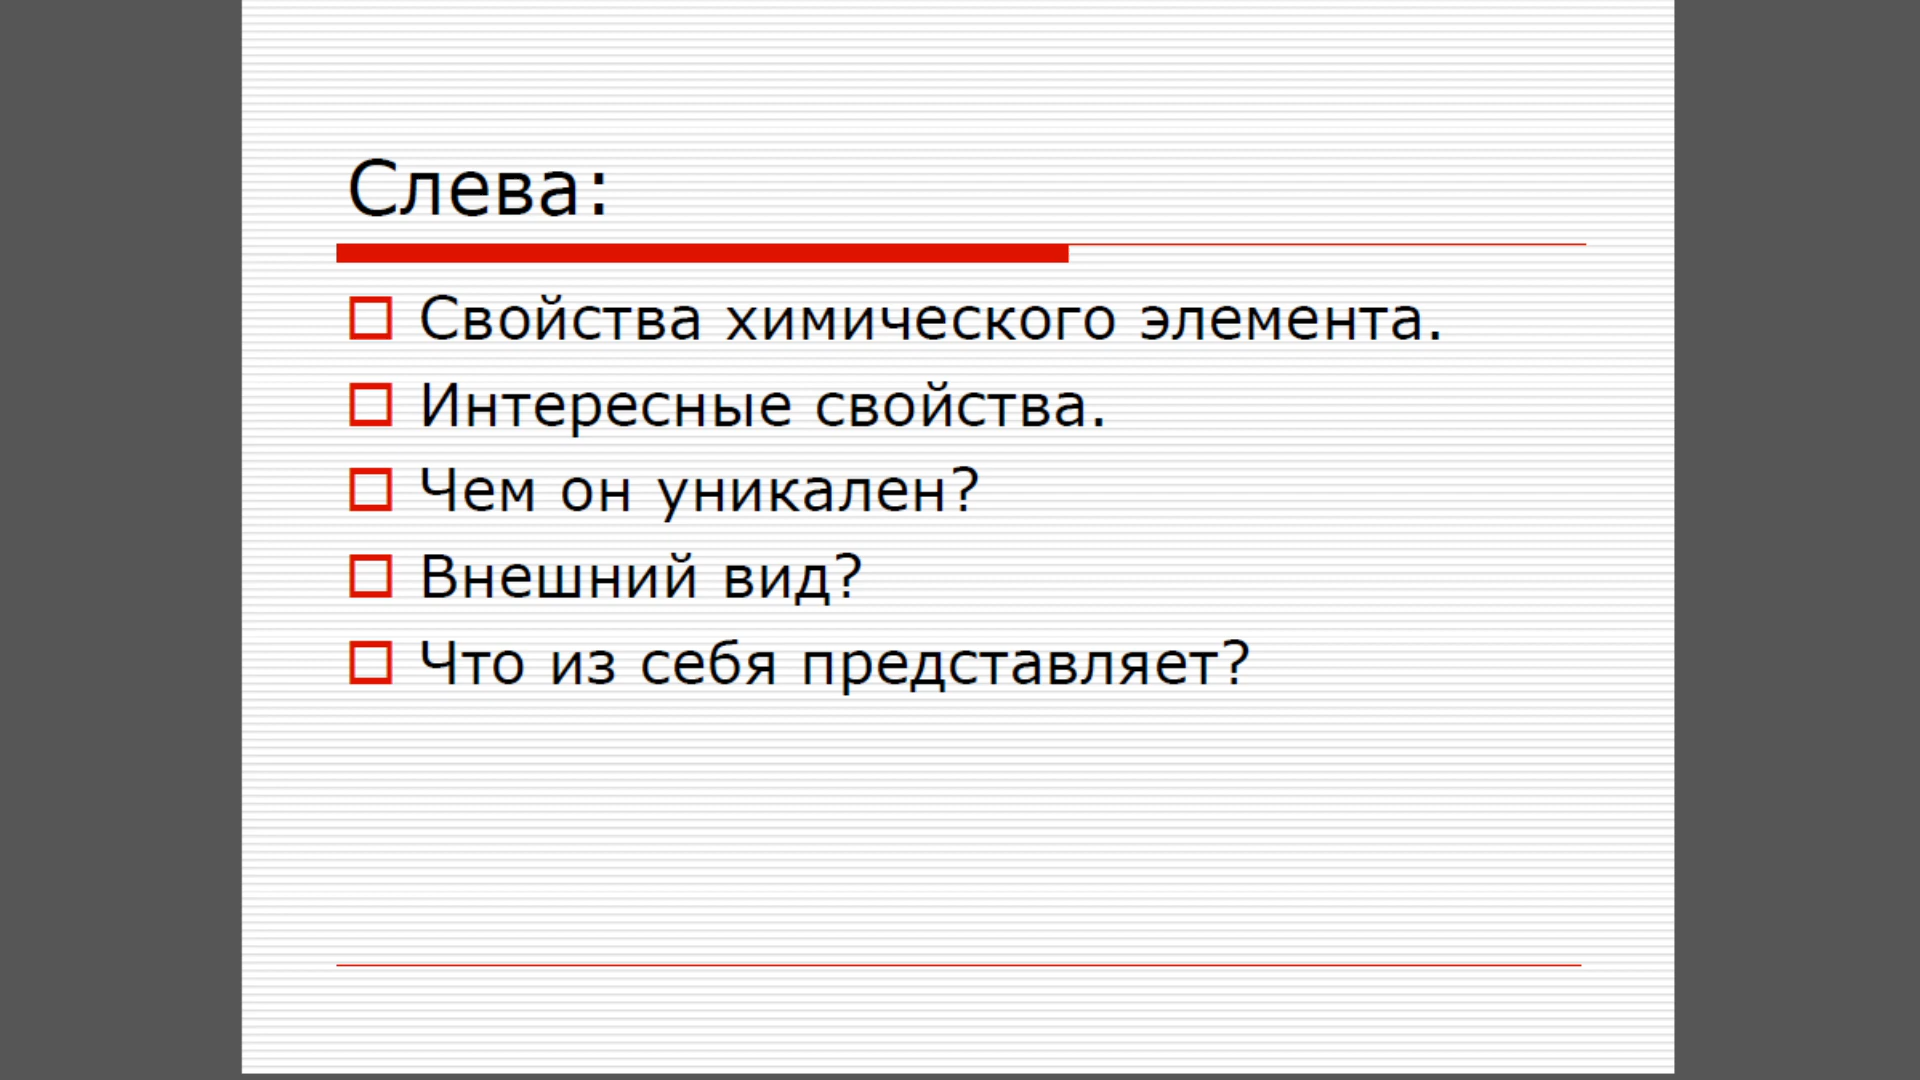 Слева:
Свойства химического элемента.
Интересные свойства.
Чем он уникален?
Внешний вид?
Что из себя представляет?